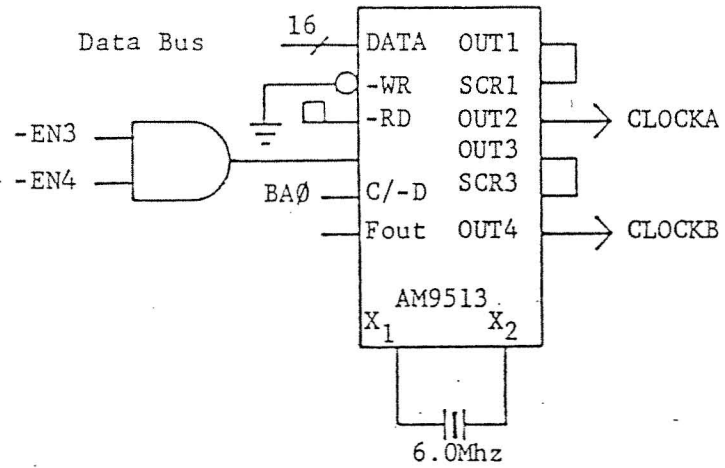 16
Data Bus
DATA OUT1
-WR SCR1
-EN3
-RD OUT2 CLOCKA
OUT3
-EN4
BAØ C/-D SCR3
Fout OUT4 CLOCKB
AM9513
X1 X2
6.0Mhz